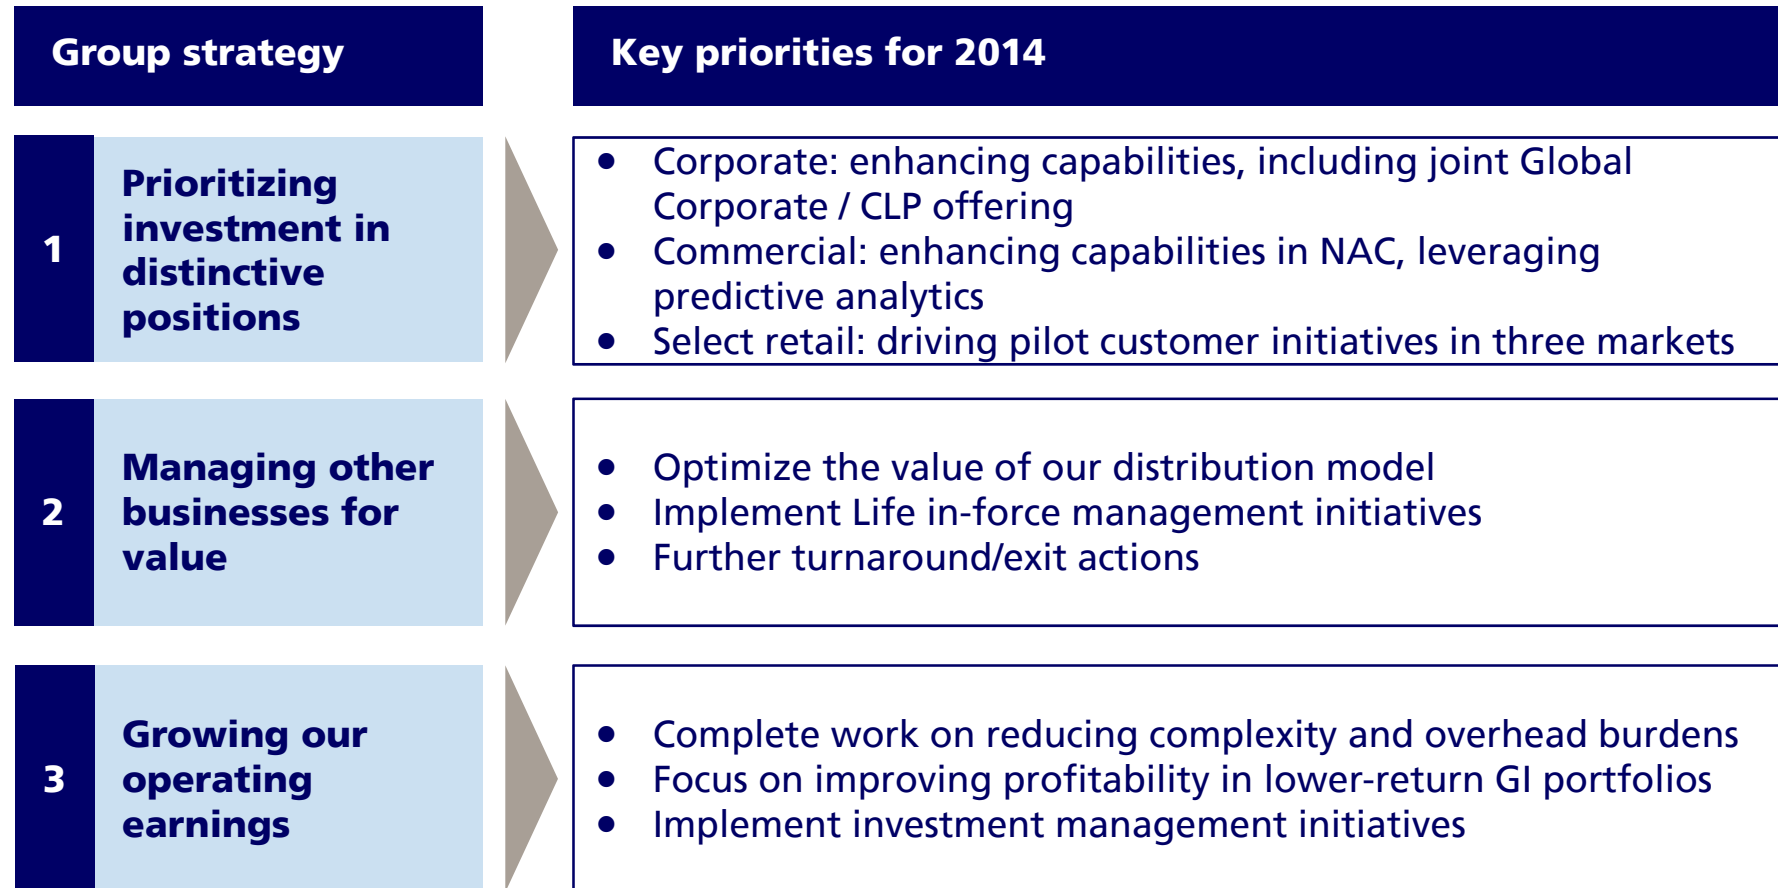 Group strategy
Key priorities for 2014
1
Prioritizing
investment in
distinctive
positions
• Corporate: enhancing capabilities, including joint Global
Corporate / CLP offering
• Commercial: enhancing capabilities in NAC, leveraging
predictive analytics
• Select retail: driving pilot customer initiatives in three markets
2
Managing other
businesses for
value
• Optimize the value of our distribution model
• Implement Life in-force management initiatives
• Further turnaround/exit actions
3
Growing our
operating
earnings
• Complete work on reducing complexity and overhead burdens
• Focus on improving profitability in lower-return GI portfolios
• Implement investment management initiatives